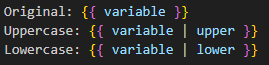 Original: {{ variable }}
Uppercase: {{ variable | upper }}
Lowercase: {{ variable | lower }}